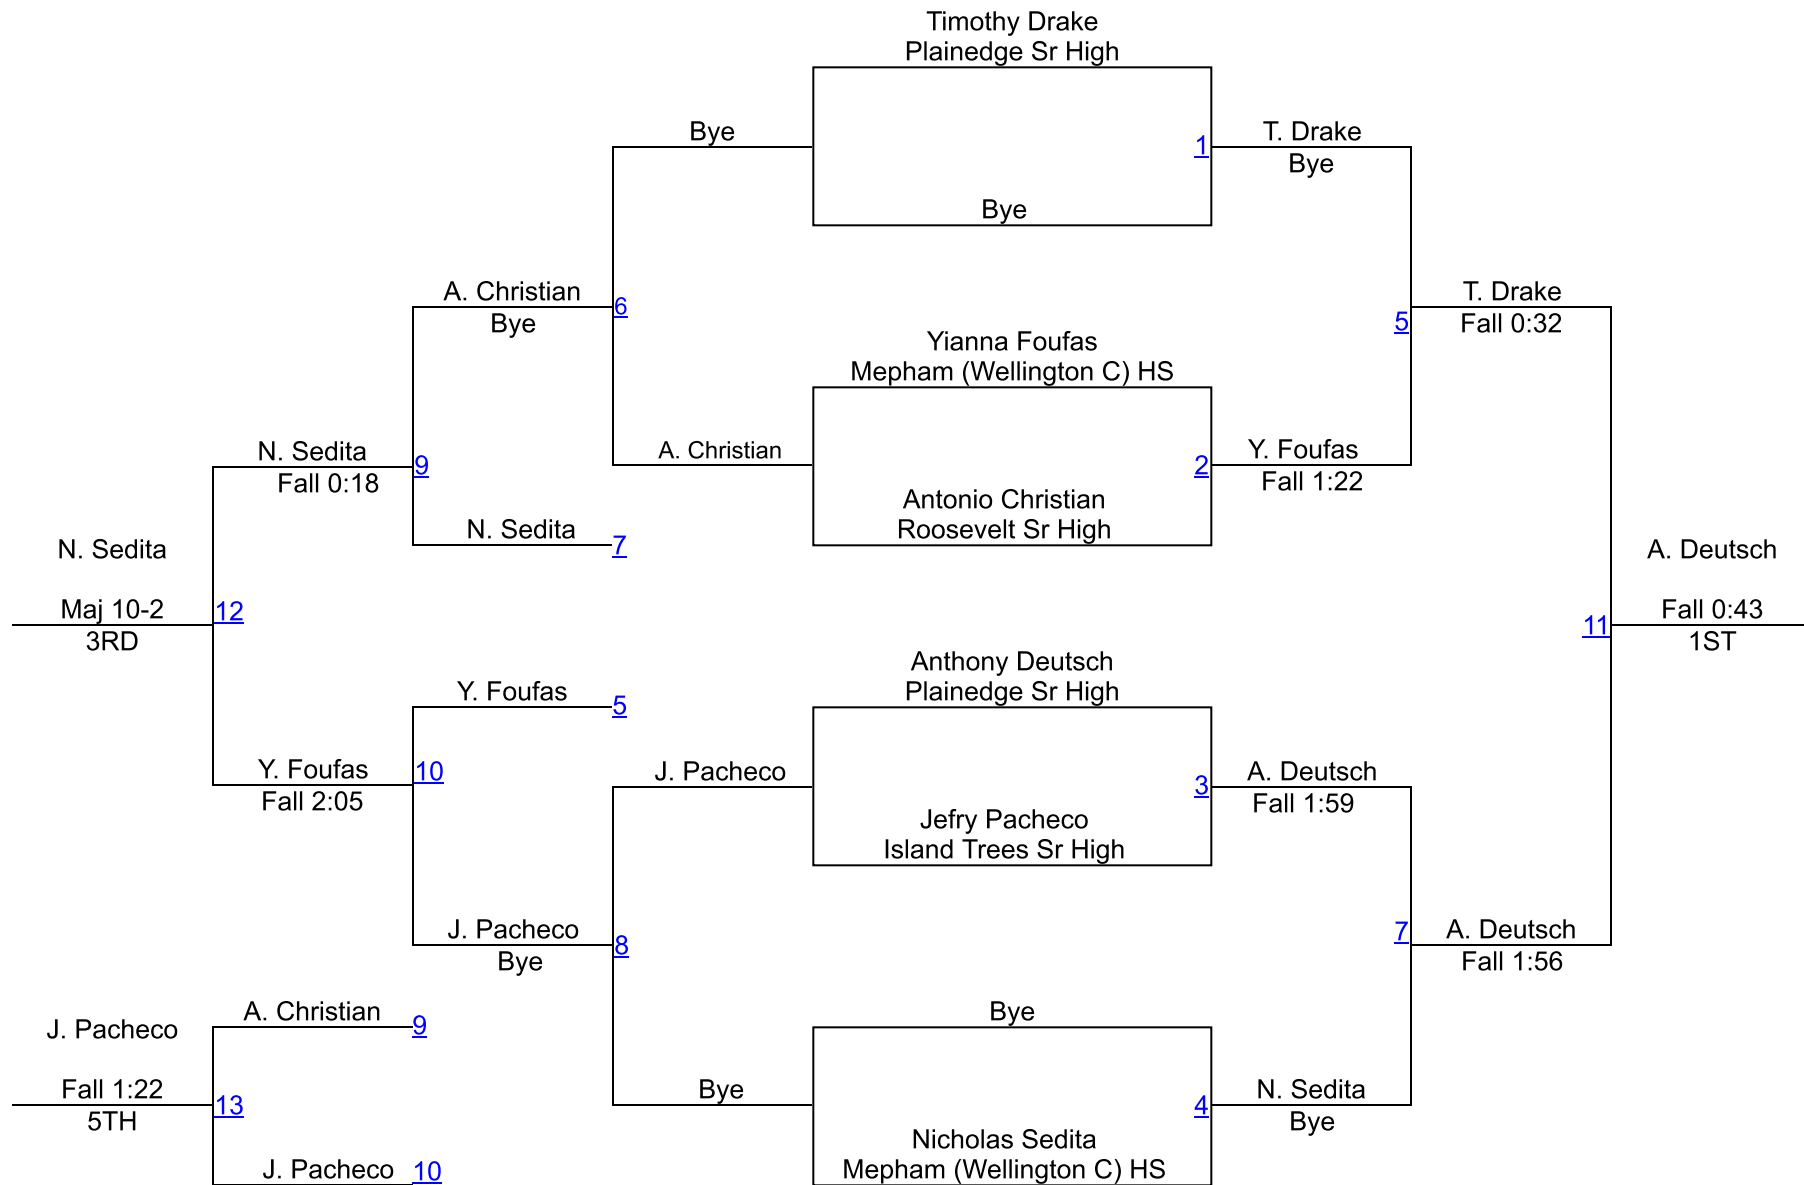 Timothy Drake
Plainedge Sr High
Bye
1
T. Drake
Bye
Bye
A. Christian
Bye
6
T. Drake
Fall 0:32
5
Yianna Foufas
Mepham (Wellington C) HS
N. Sedita
Fall 0:18
9
A. Christian
2
Y. Foufas
Fall 1:22
Antonio Christian
Roosevelt Sr High
N. Sedita
7
N. Sedita
Maj 10-2
3RD
12
A. Deutsch
Fall 0:43
1ST
11
Anthony Deutsch
Plainedge Sr High
Y. Foufas
5
Y. Foufas
Fall 2:05
10
J. Pacheco
3
A. Deutsch
Fall 1:59
Jefry Pacheco
Island Trees Sr High
J. Pacheco
Bye
8
7
A. Deutsch
Fall 1:56
A. Christian
9
Bye
J. Pacheco
Fall 1:22
5TH
13
Bye
4
N. Sedita
Bye
Nicholas Sedita
Mepham (Wellington C) HS
J. Pacheco
10